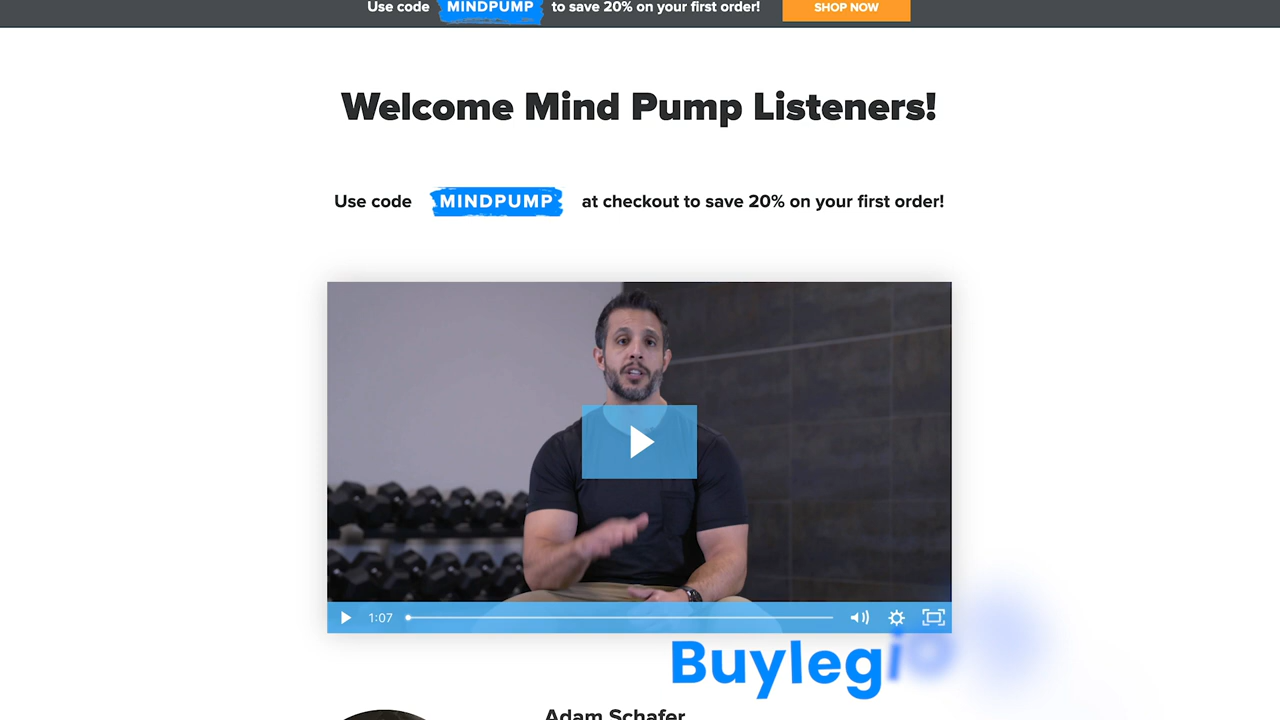 Use code MINDPUMP to save 20% on your first order! SHOP NOW
Welcome Mind Pump Listeners!
Use code MINDPUMP at checkout to save 20% on your first order!
1:07
Buylegio
Adam Schafer